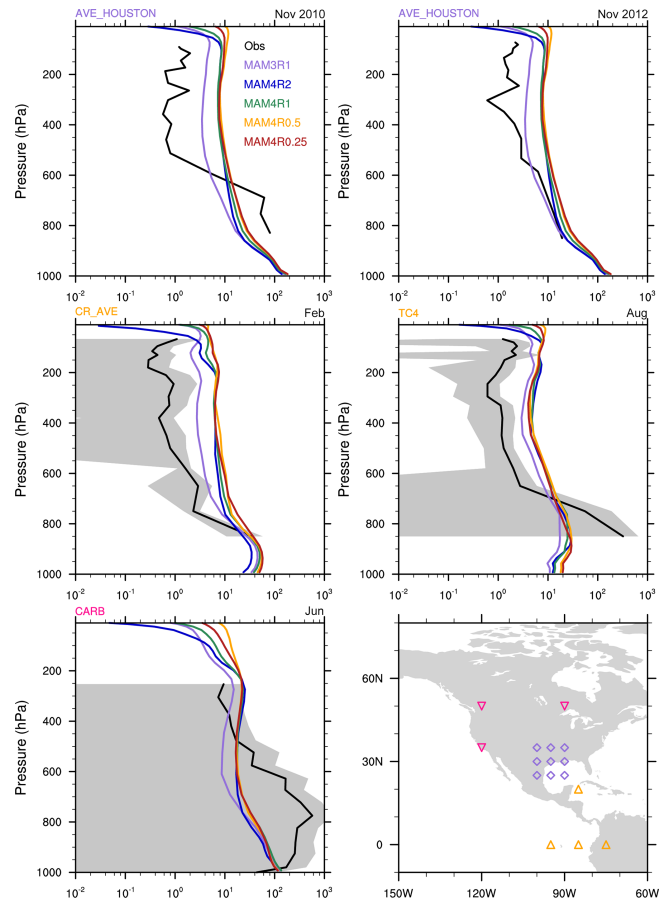 AVE_HOUSTON Nov 2010
Pressure (hPa)
200
400
600
800
1000
Obs
MAM3R1
MAM4R2
MAM4R1
MAM4R0.5
MAM4R0.25
10-2 10-1 100 101 102 103
AVE_HOUSTON Nov 2012
Pressure (hPa)
200
400
600
800
1000
10-2 10-1 100 101 102 103
CR_AVE Feb
Pressure (hPa)
200
400
600
800
1000
10-2 10-1 100 101 102 103
TC4 Aug
Pressure (hPa)
200
400
600
800
1000
10-2 10-1 100 101 102 103
CARB Jun
Pressure (hPa)
200
400
600
800
1000
10-2 10-1 100 101 102 103
60N
30N
0
150W 120W 90W 60W